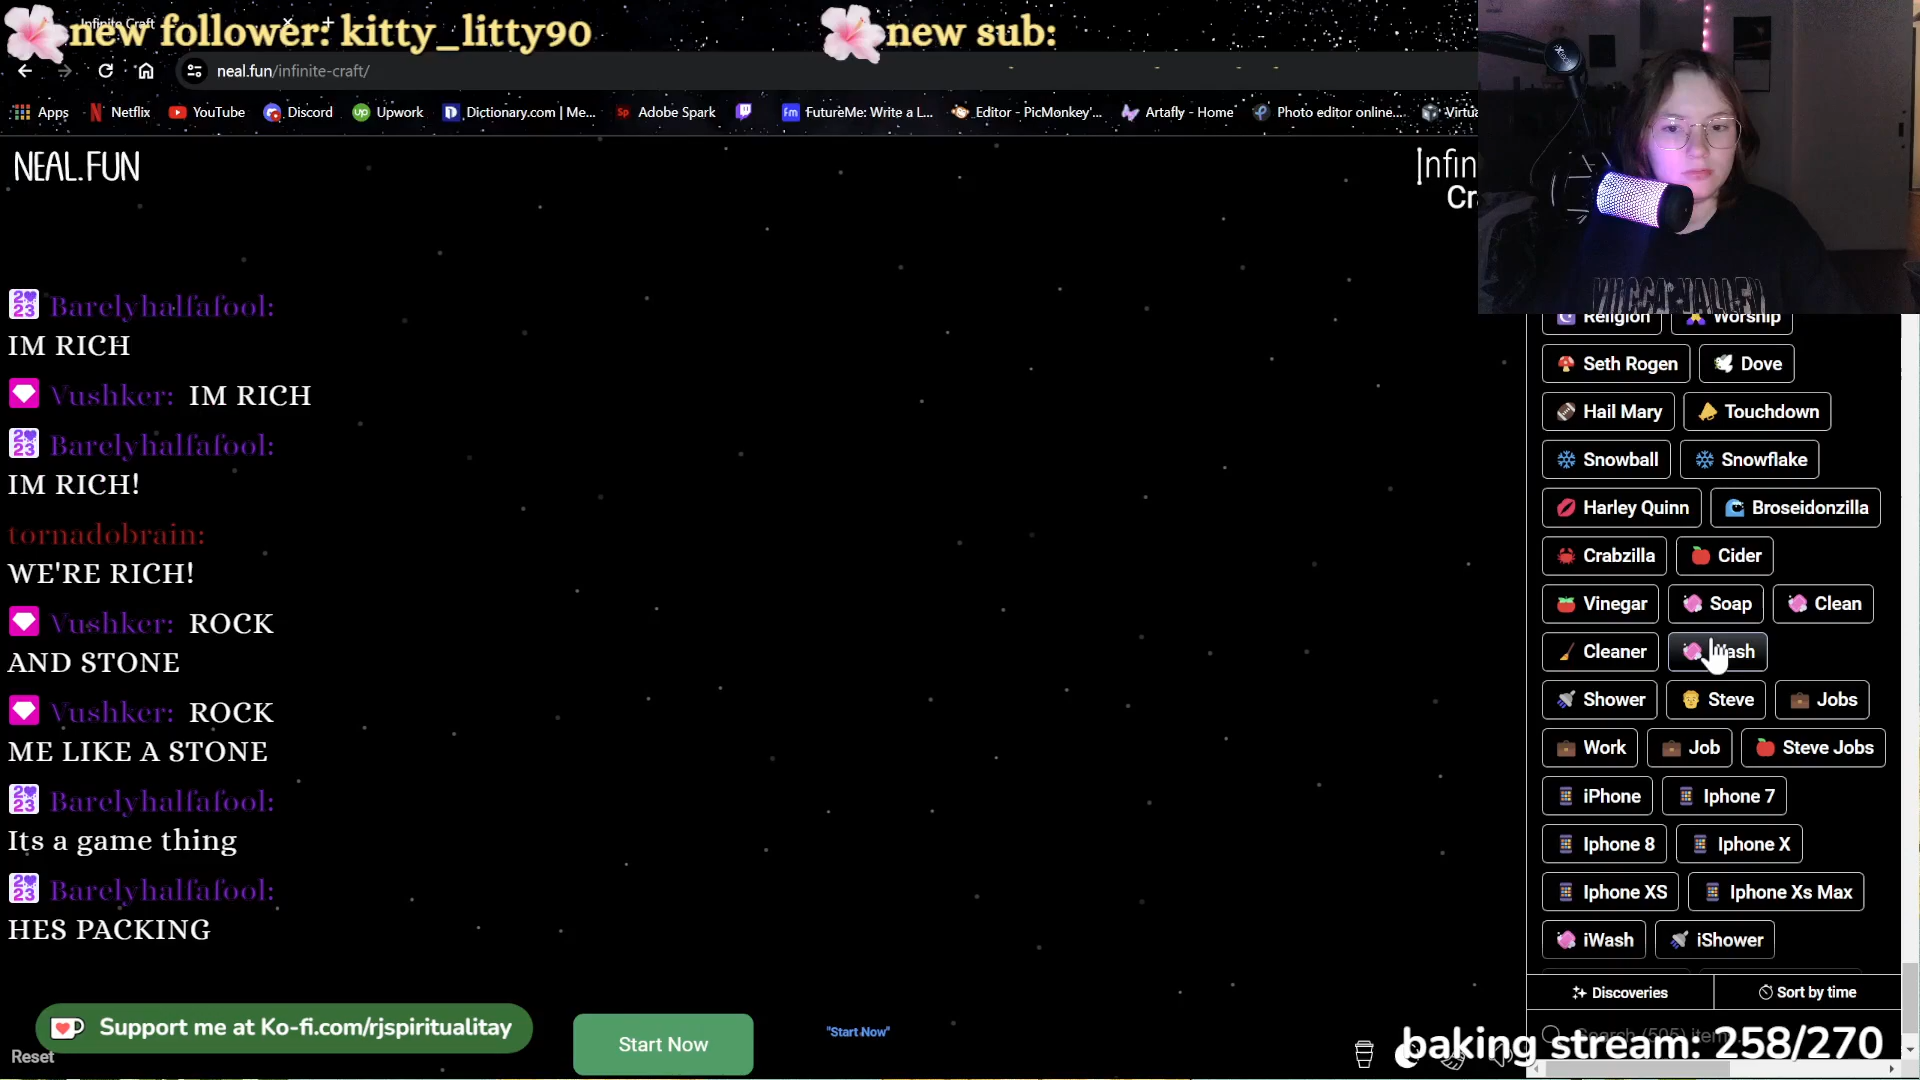 Infinite Craft
new follower: kitty_litty90
new sub:
neal.fun/infinite-craft/
Apps Netflix YouTube Discord Upwork Dictionary.com | Me... Adobe Spark FutureMe: Write a L... Editor - PicMonkey'... Artafly - Home Photo editor online...
NEAL.FUN
Barelyhalfafool:
IM RICH
Vushker: IM RICH
Barelyhalfafool:
IM RICH!
tornadobrain:
WE'RE RICH!
Vushker: ROCK
AND STONE
Vushker: ROCK
ME LIKE A STONE
Barelyhalfafool:
Its a game thing
Barelyhalfafool:
HES PACKING
Support me at Ko-fi.com/rjspiritualitay
Reset
Start Now
"Start Now"
Religion Worship
Seth Rogen Dove
Hail Mary Touchdown
Snowball Snowflake
Harley Quinn Broseidonzilla
Crabzilla Cider
Vinegar Soap Clean
Cleaner Wash
Shower Steve Jobs
Work Job Steve Jobs
iPhone Iphone 7
Iphone 8 Iphone X
Iphone XS Iphone Xs Max
iWash iShower
Discoveries Sort by time
Search (505) item
baking stream: 258/270